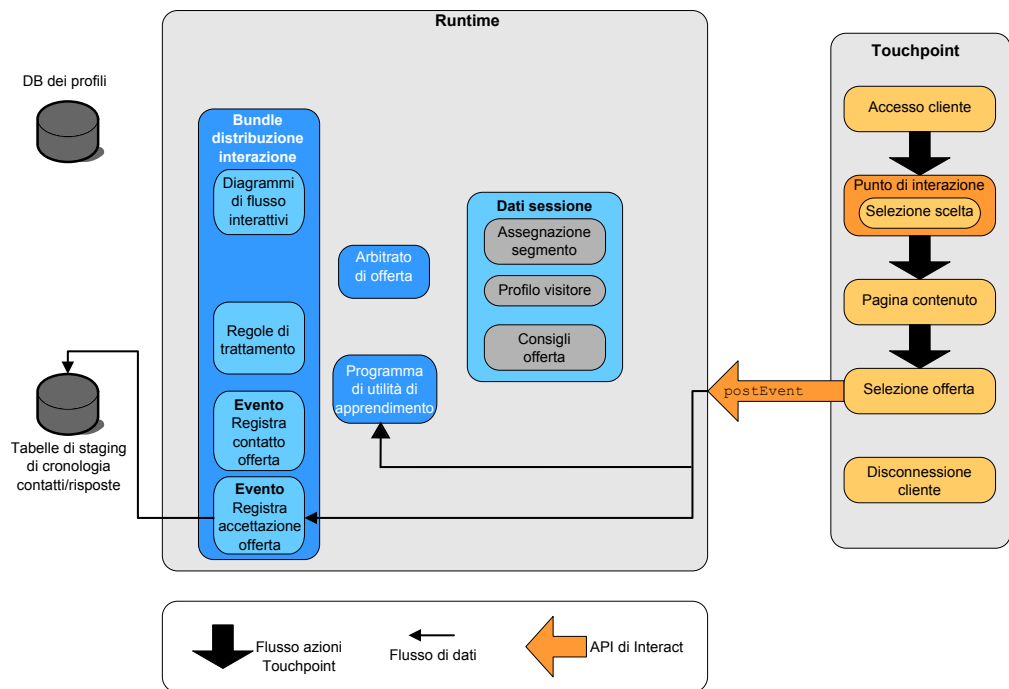 Runtime
Touchpoint
DB dei profili
Bundle
distribuzione
interazione
Diagrammi
di flusso
interattivi
Regole di
trattamento
Evento
Registra
contatto
offerta
Evento
Registra
accettazione
offerta
Arbitrato
di offerta
Programma
di utilità di
apprendimento
Dati sessione
Assegnazione
segmento
Profilo visitore
Consigli
offerta
postEvent
Accesso cliente
Punto di interazione
Selezione scelta
Pagina contenuto
Selezione offerta
Disconnessione
cliente
Tabelle di staging
di cronologia
contatti/risposte
Flusso azioni
Touchpoint
Flusso di dati
API di Interact